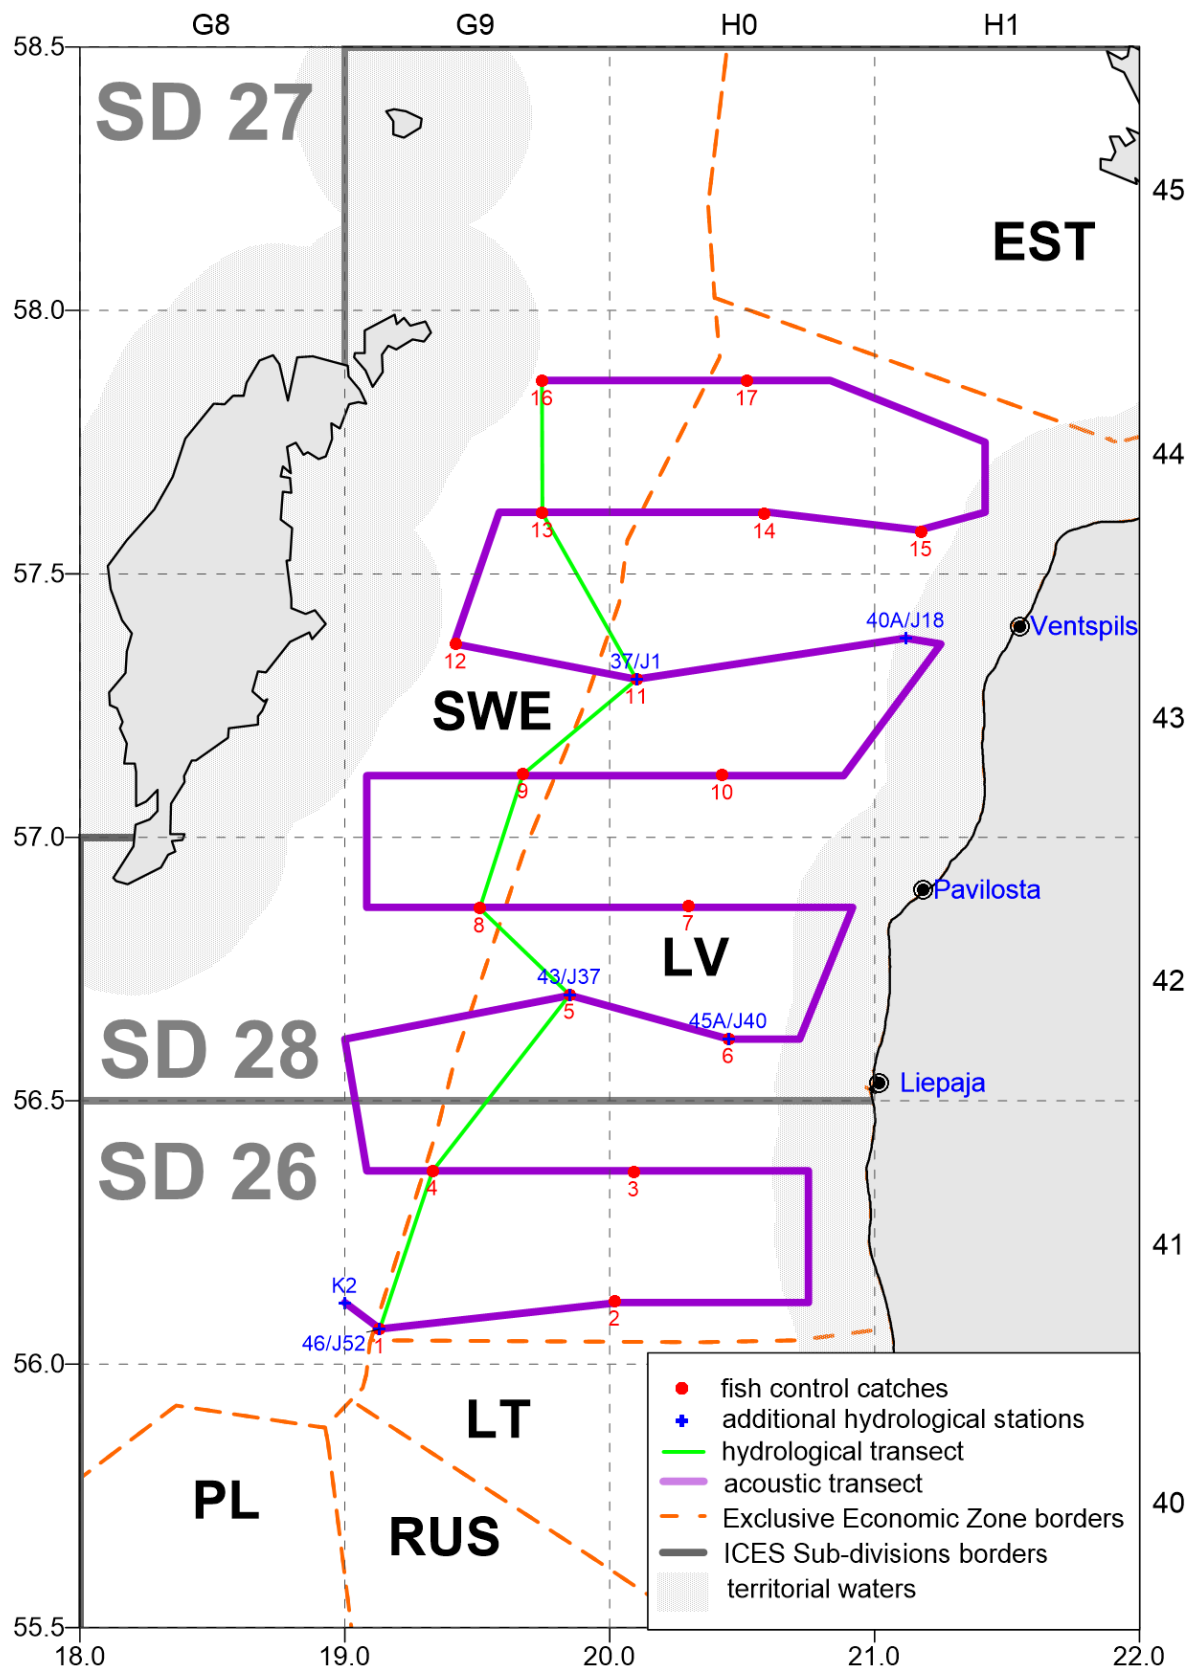 G8 G9 H0 H1
58.5
SD 27
45
EST
58.0
16 17
44
13 14 15
57.5
40A/J18
Ventspils
12
37/J1
11
SWE
43
9 10
57.0
Pavilosta
8 7
LV
43/J37
5
42
45A/J40
6
SD 28
Liepaja
56.5
SD 26
4 3
41
K2
2
46/J52 1
56.0
LT
PL
RUS
40
fish control catches
additional hydrological stations
hydrological transect
acoustic transect
Exclusive Economic Zone borders
ICES Sub-divisions borders
territorial waters
55.5
18.0 19.0 20.0 21.0 22.0